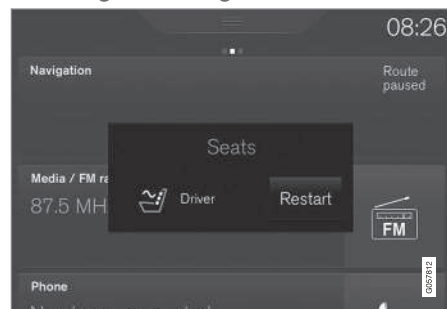 08:26
Navigation
Route
paused
Seats
Media / FM ra
Driver
Restart
87.5 MH
FM
Phone
G057812